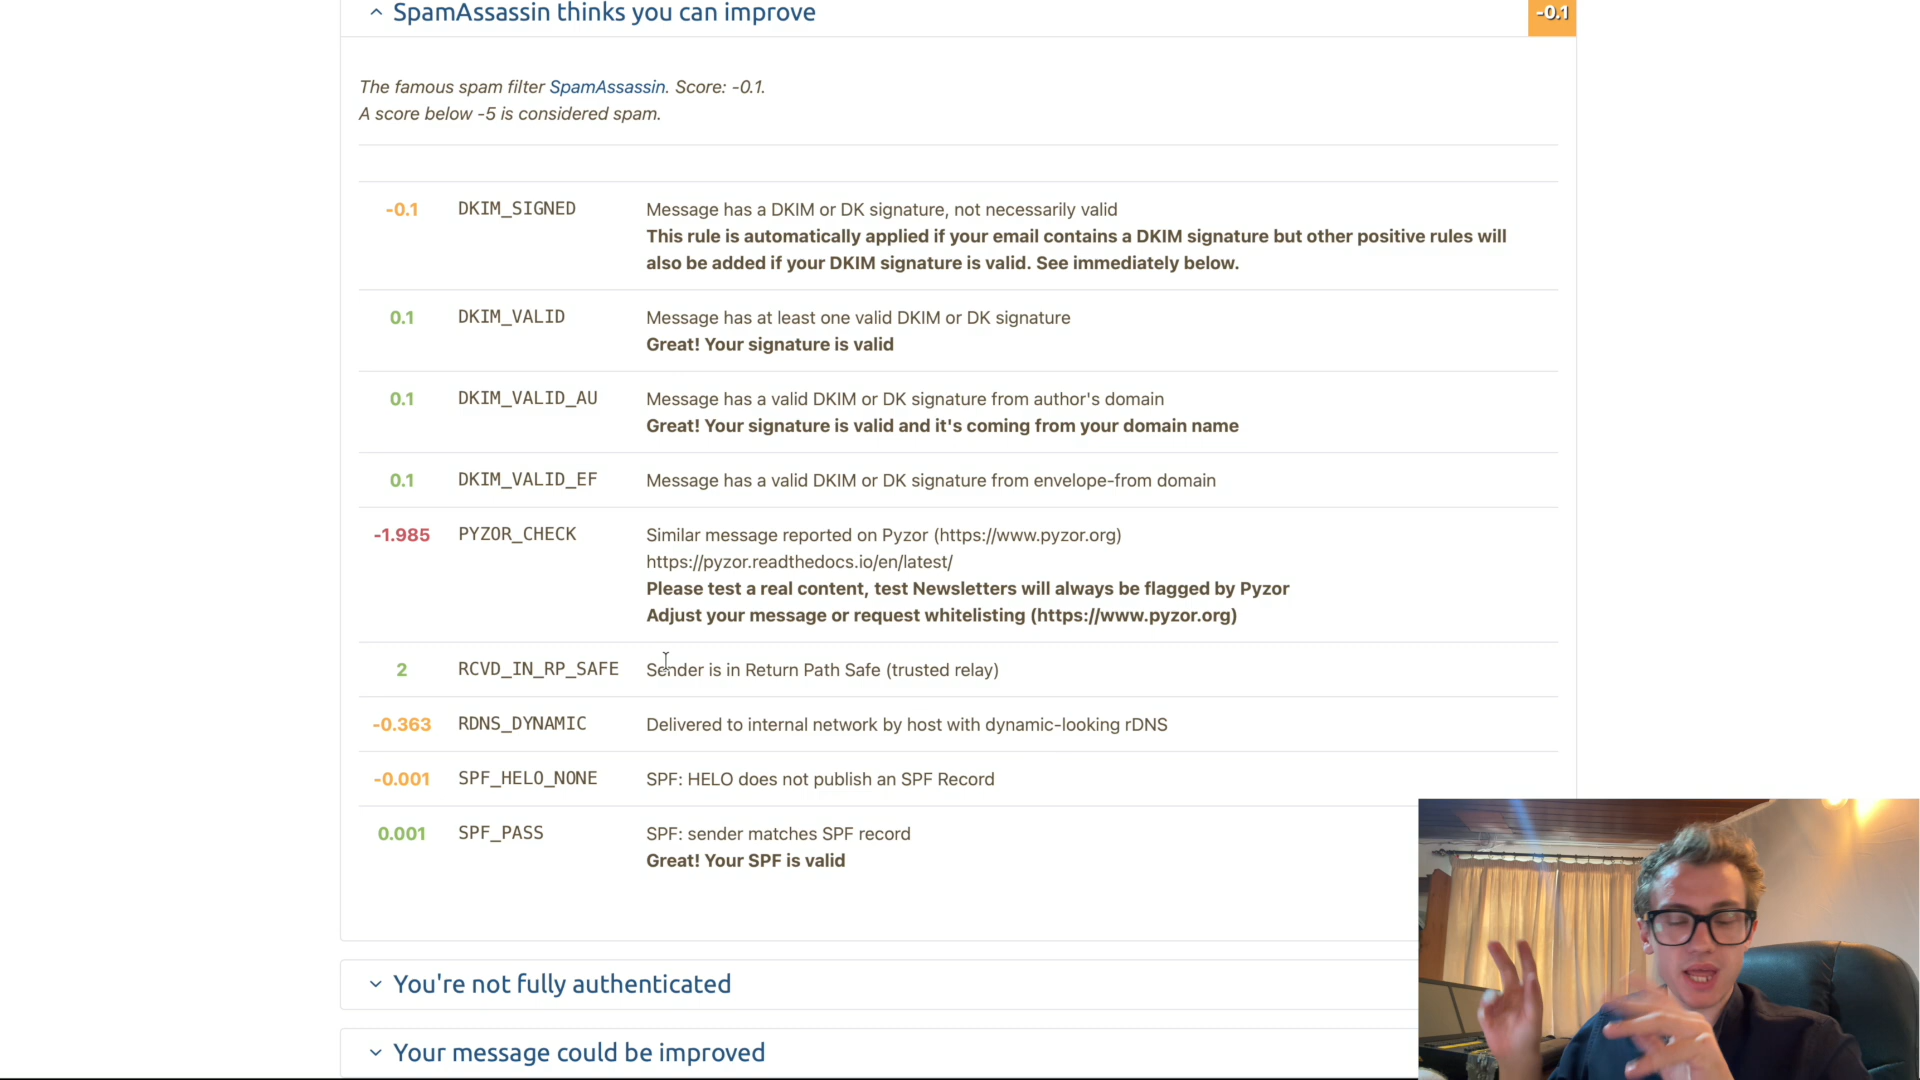 SpamAssassin thinks you can improve
-0.1
The famous spam filter SpamAssassin. Score: -0.1.
A score below -5 is considered spam.
-0.1 DKIM_SIGNED Message has a DKIM or DK signature, not necessarily valid
This rule is automatically applied if your email contains a DKIM signature but other positive rules will
also be added if your DKIM signature is valid. See immediately below.
0.1 DKIM_VALID Message has at least one valid DKIM or DK signature
Great! Your signature is valid
0.1 DKIM_VALID_AU Message has a valid DKIM or DK signature from author's domain
Great! Your signature is valid and it's coming from your domain name
0.1 DKIM_VALID_EF Message has a valid DKIM or DK signature from envelope-from domain
-1.985 PYZOR_CHECK Similar message reported on Pyzor (https://www.pyzor.org)
https://pyzor.readthedocs.io/en/latest/
Please test a real content, test Newsletters will always be flagged by Pyzor
Adjust your message or request whitelisting (https://www.pyzor.org)
2 RCVD_IN_RP_SAFE Sender is in Return Path Safe (trusted relay)
-0.363 RDNS_DYNAMIC Delivered to internal network by host with dynamic-looking rDNS
-0.001 SPF_HELO_NONE SPF: HELO does not publish an SPF Record
0.001 SPF_PASS SPF: sender matches SPF record
Great! Your SPF is valid
You're not fully authenticated
Your message could be improved